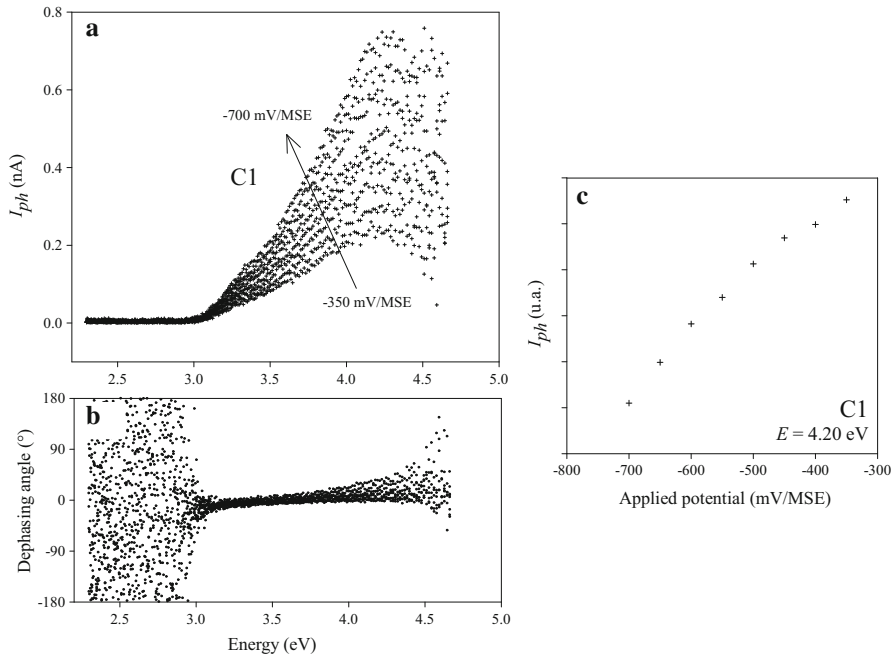 a
0.8
0.6
0.4
0.2
0.0
I_ph (nA)
-700 mV/MSE
C1
-350 mV/MSE
2.5 3.0 3.5 4.0 4.5 5.0
b
180
90
0
-90
-180
Dephasing angle (°)
2.5 3.0 3.5 4.0 4.5 5.0
Energy (eV)
c
I_ph (u.a.)
C1
E = 4.20 eV
-800 -700 -600 -500 -400 -300
Applied potential (mV/MSE)